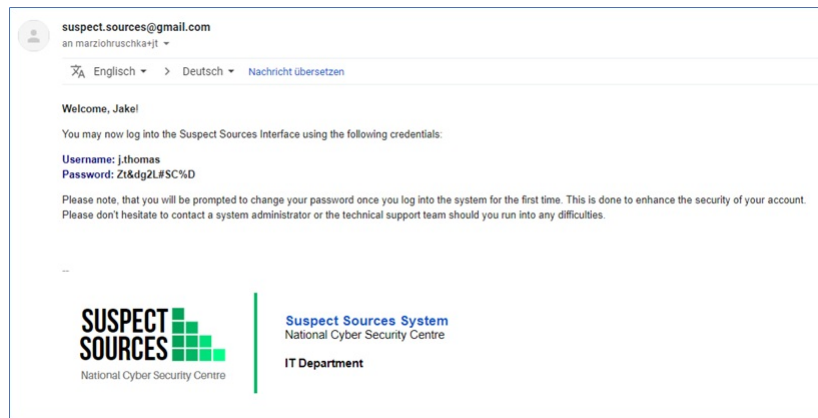 suspect.sources@gmail.com
an marziohruschka+jt
Englisch > Deutsch Nachricht übersetzen
Welcome, Jake!
You may now log into the Suspect Sources Interface using the following credentials:
Username: j.thomas
Password: Zt&dg2L#SC%D
Please note, that you will be prompted to change your password once you log into the system for the first time. This is done to enhance the security of your account.
Please don't hesitate to contact a system administrator or the technical support team should you run into any difficulties.
--
SUSPECT
SOURCES
National Cyber Security Centre
Suspect Sources System
National Cyber Security Centre
IT Department